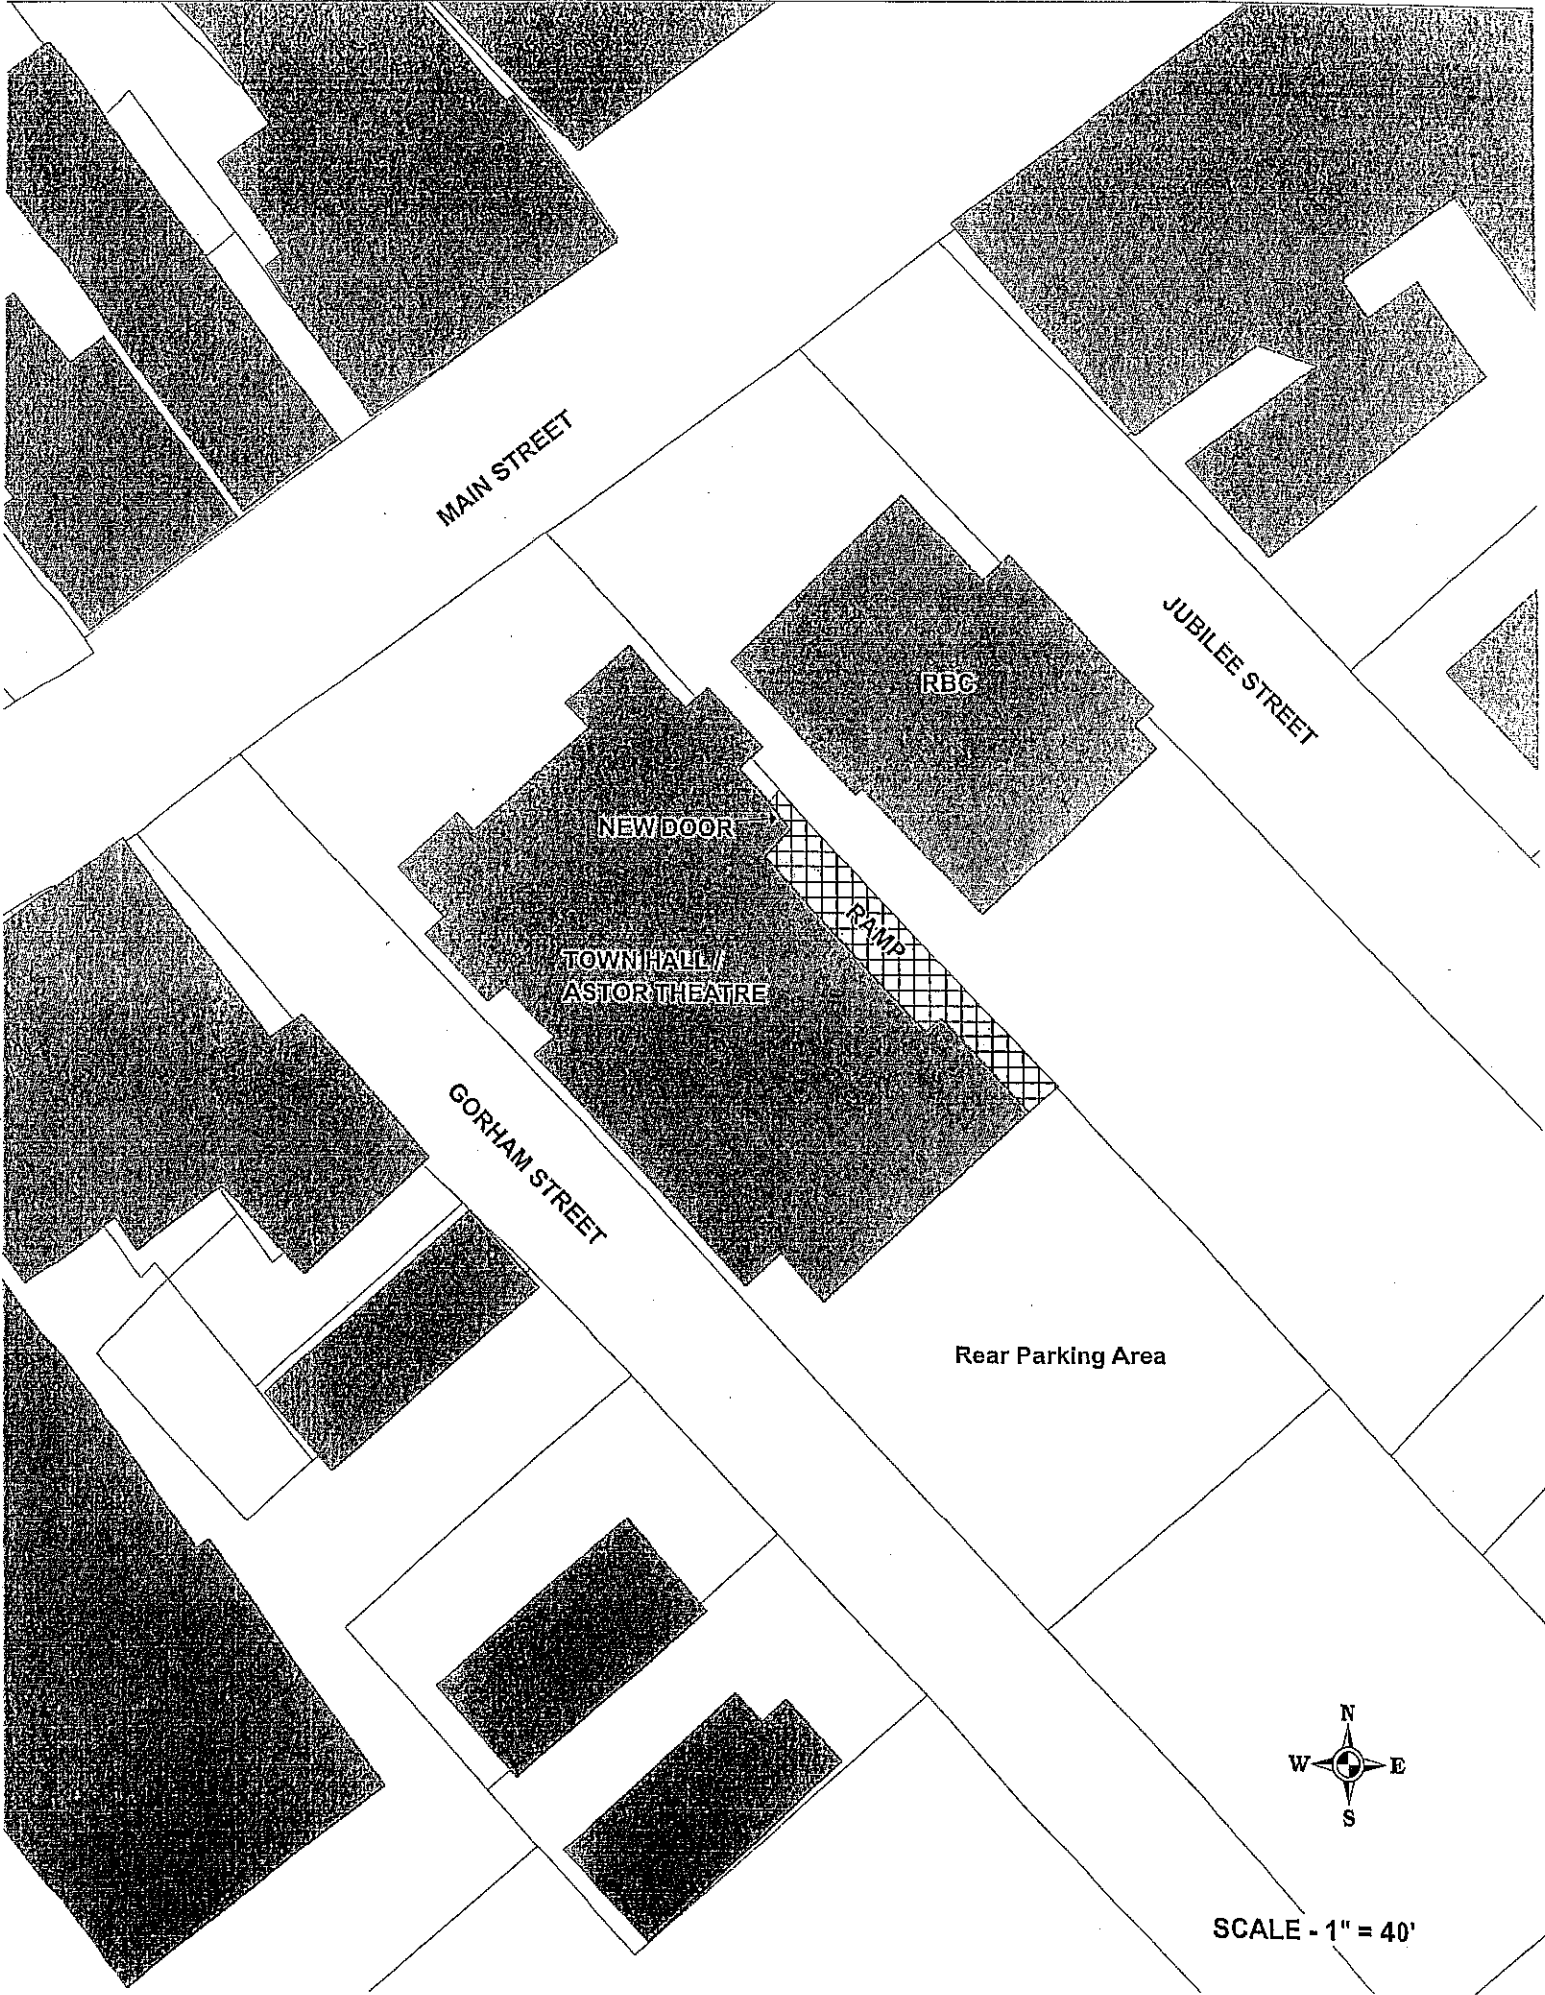 MAIN STREET
JUBILEE STREET
RBC
NEW DOOR
RAMP
TOWN HALL /
ASTOR THEATRE
GORHAM STREET
Rear Parking Area
N
W E
S
SCALE - 1" = 40'